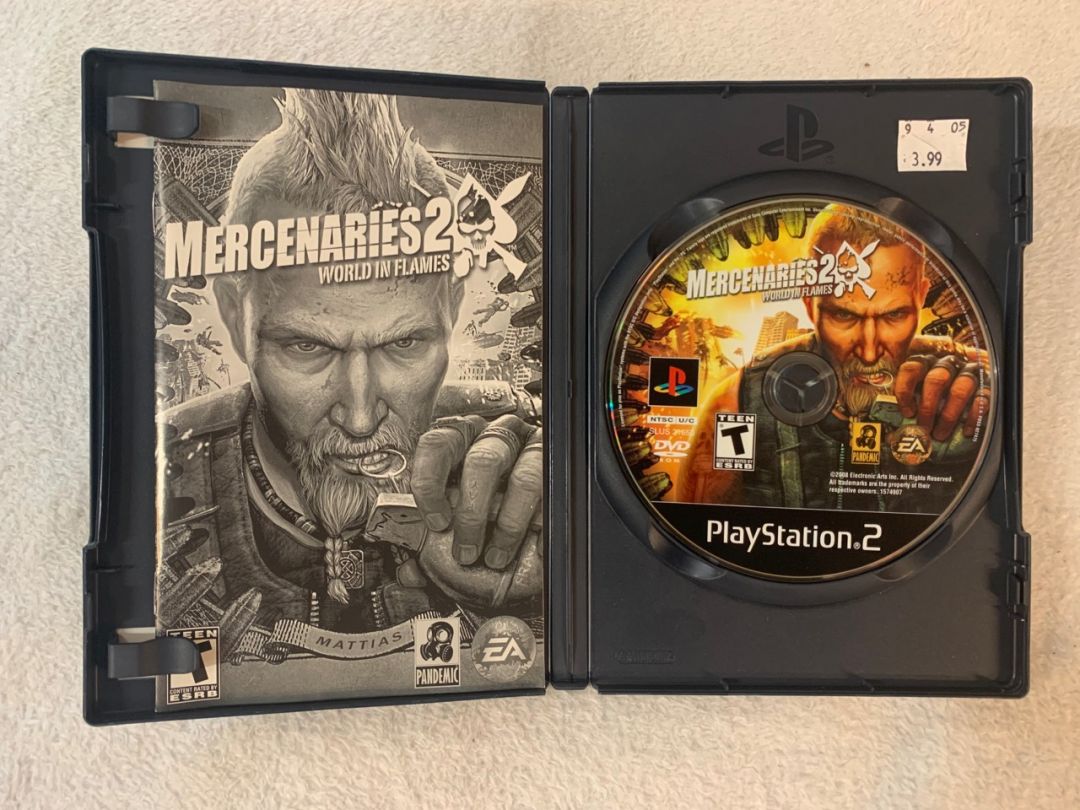 MERCENARIES 2
WORLD IN FLAMES
MATTIAS
TEEN
T
CONTENT RATED BY
ESRB
PANDEMIC
EA
9 4 05
3.99
MERCENARIES 2
WORLD IN FLAMES
NTSC U/C
SLUS
DVD
TEEN
T
CONTENT RATED BY
ESRB
PANDEMIC
EA
©2008 Electronic Arts Inc. All Rights Reserved.
All trademarks are the property of their
respective owners. 1574907
PlayStation®2